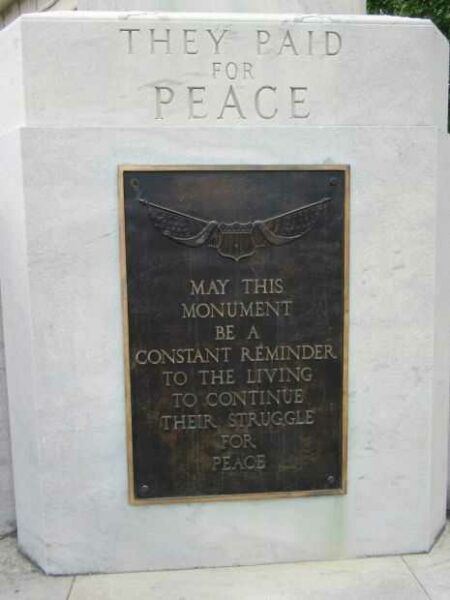 THEY PAID
FOR
PEACE
MAY THIS
MONUMENT
BE A
CONSTANT REMINDER
TO THE LIVING
TO CONTINUE
THEIR STRUGGLE
FOR
PEACE